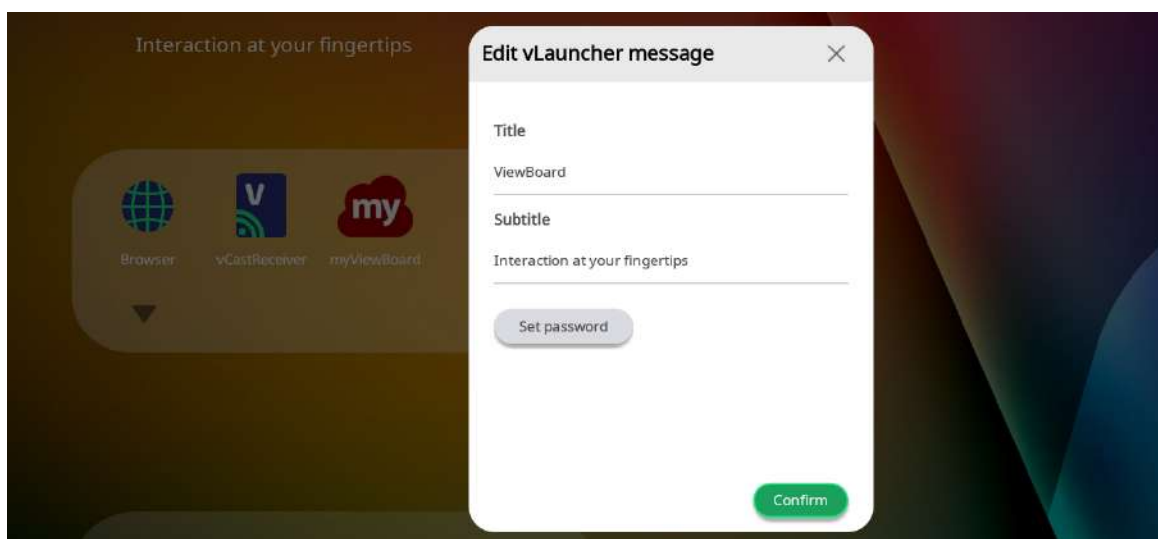 Interaction at your fingertips
Browser
V
vCastReceiver
my
myViewBoard
Edit vLauncher message
Title
ViewBoard
Subtitle
Interaction at your fingertips
Set password
Confirm